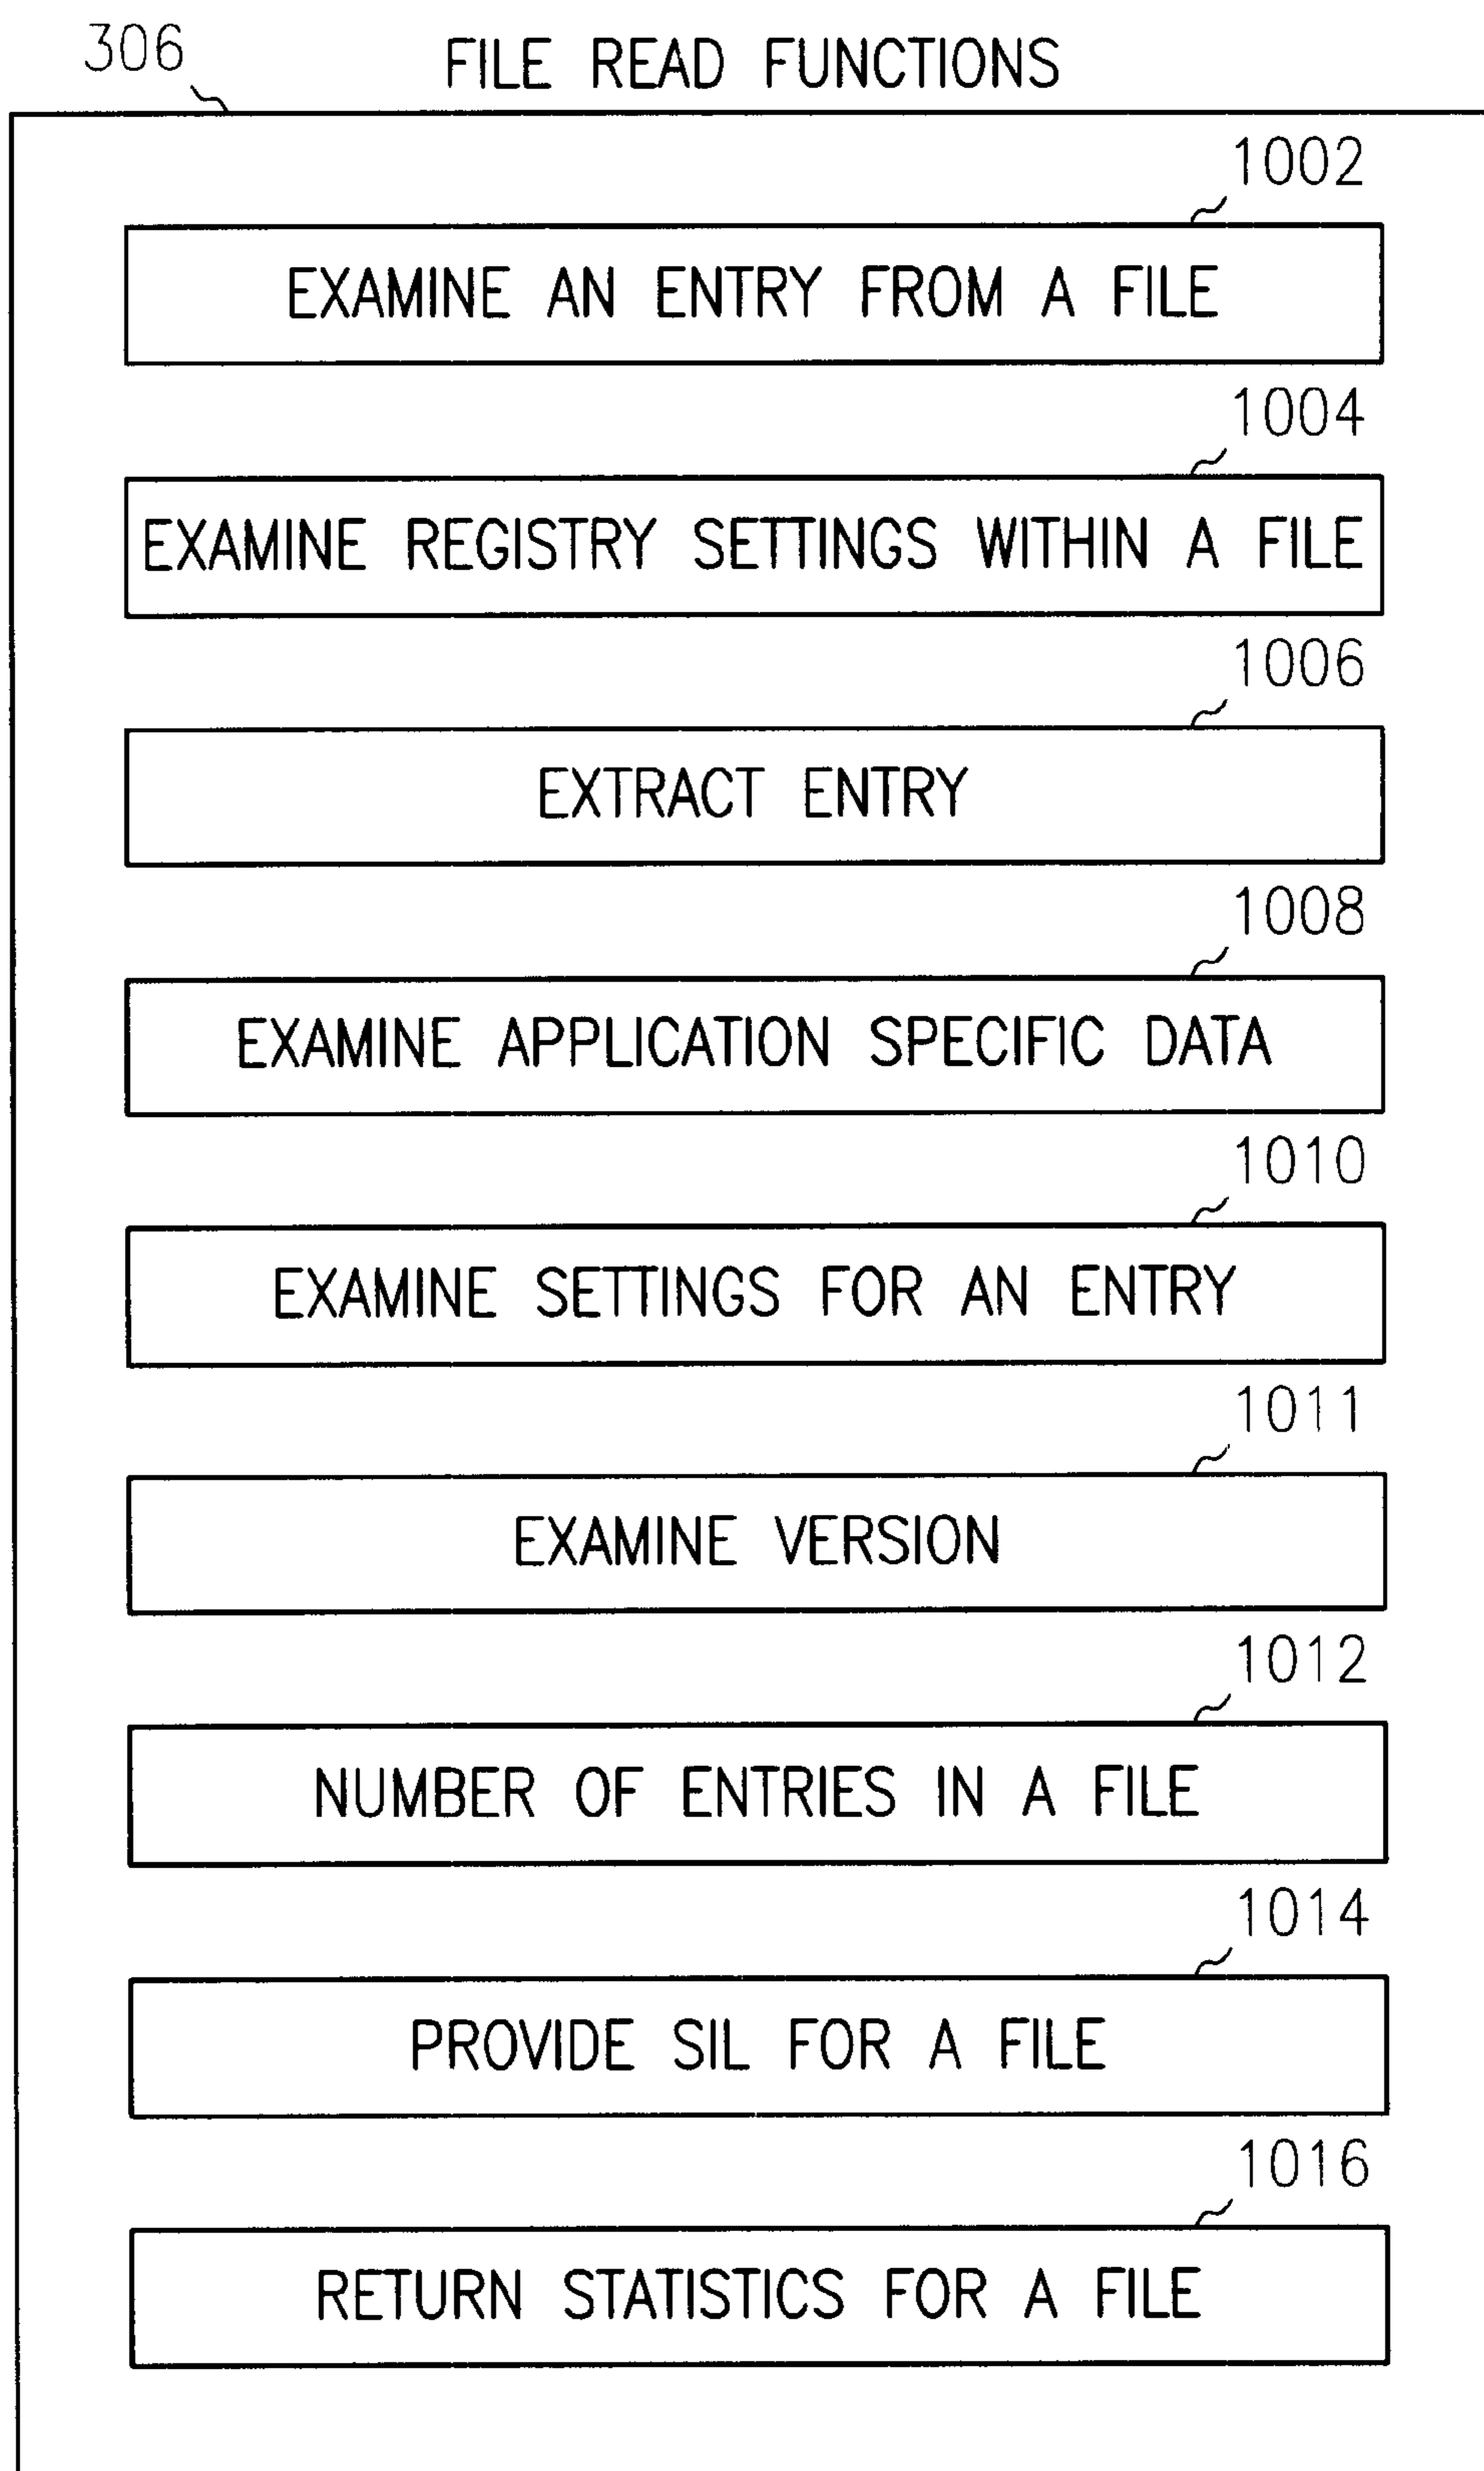 306 FILE READ FUNCTIONS
1002
EXAMINE AN ENTRY FROM A FILE
1004
EXAMINE REGISTRY SETTINGS WITHIN A FILE
1006
EXTRACT ENTRY
1008
EXAMINE APPLICATION SPECIFIC DATA
1010
EXAMINE SETTINGS FOR AN ENTRY
1011
EXAMINE VERSION
1012
NUMBER OF ENTRIES IN A FILE
1014
PROVIDE SIL FOR A FILE
1016
RETURN STATISTICS FOR A FILE